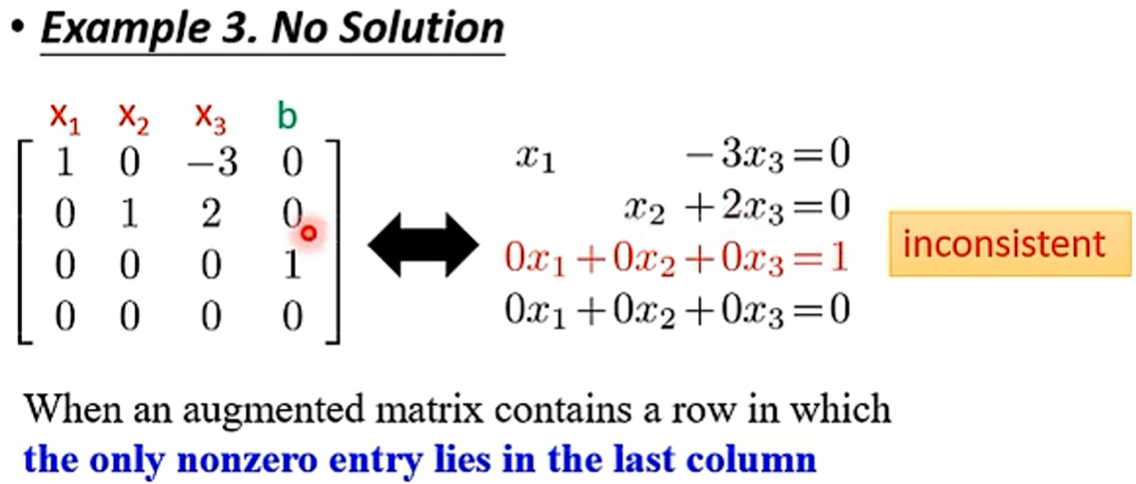 • Example 3. No Solution
x₁ x₂ x₃ b
1 0 −3 0
0 1 2 0
0 0 0 1
0 0 0 0
x₁ −3x₃=0
x₂ +2x₃=0
0x₁+0x₂+0x₃=1
0x₁+0x₂+0x₃=0
inconsistent
When an augmented matrix contains a row in which
the only nonzero entry lies in the last column